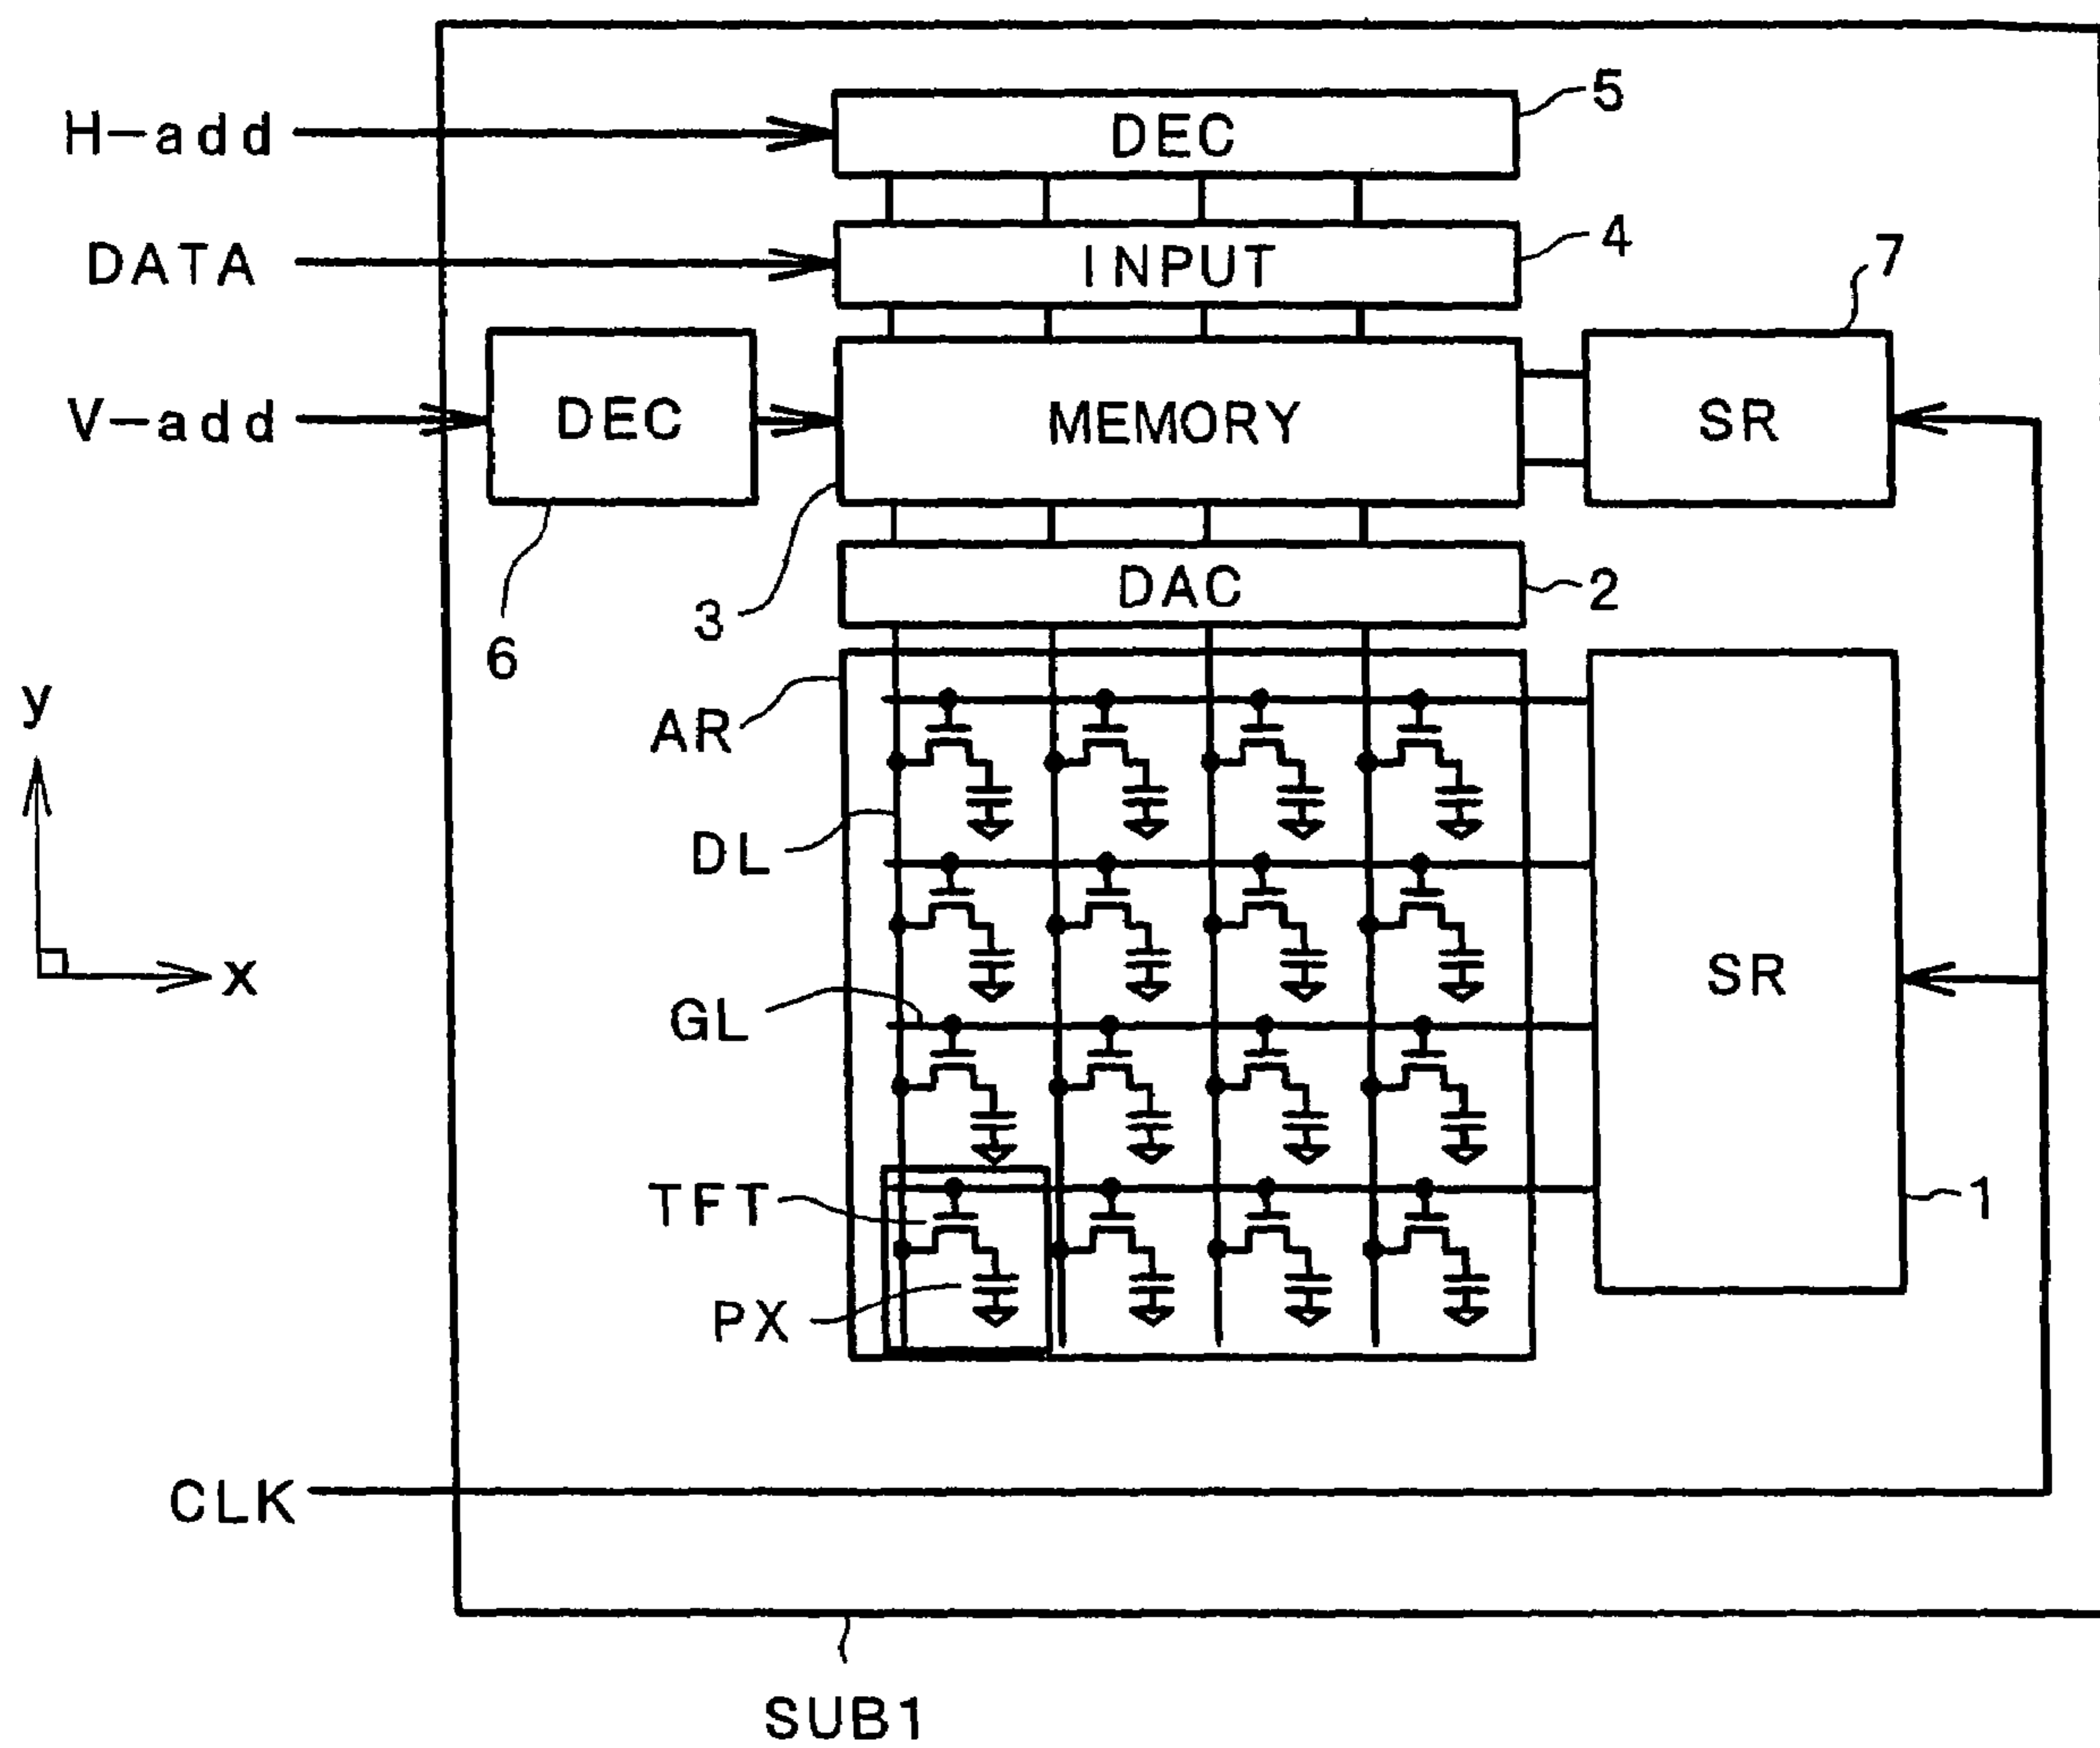 5
H-add
DEC
DATA
INPUT
4
7
V-add
DEC
MEMORY
SR
DAC
2
3
6
y
AR
DL
x
SR
GL
TFT
1
PX
CLK
SUB1